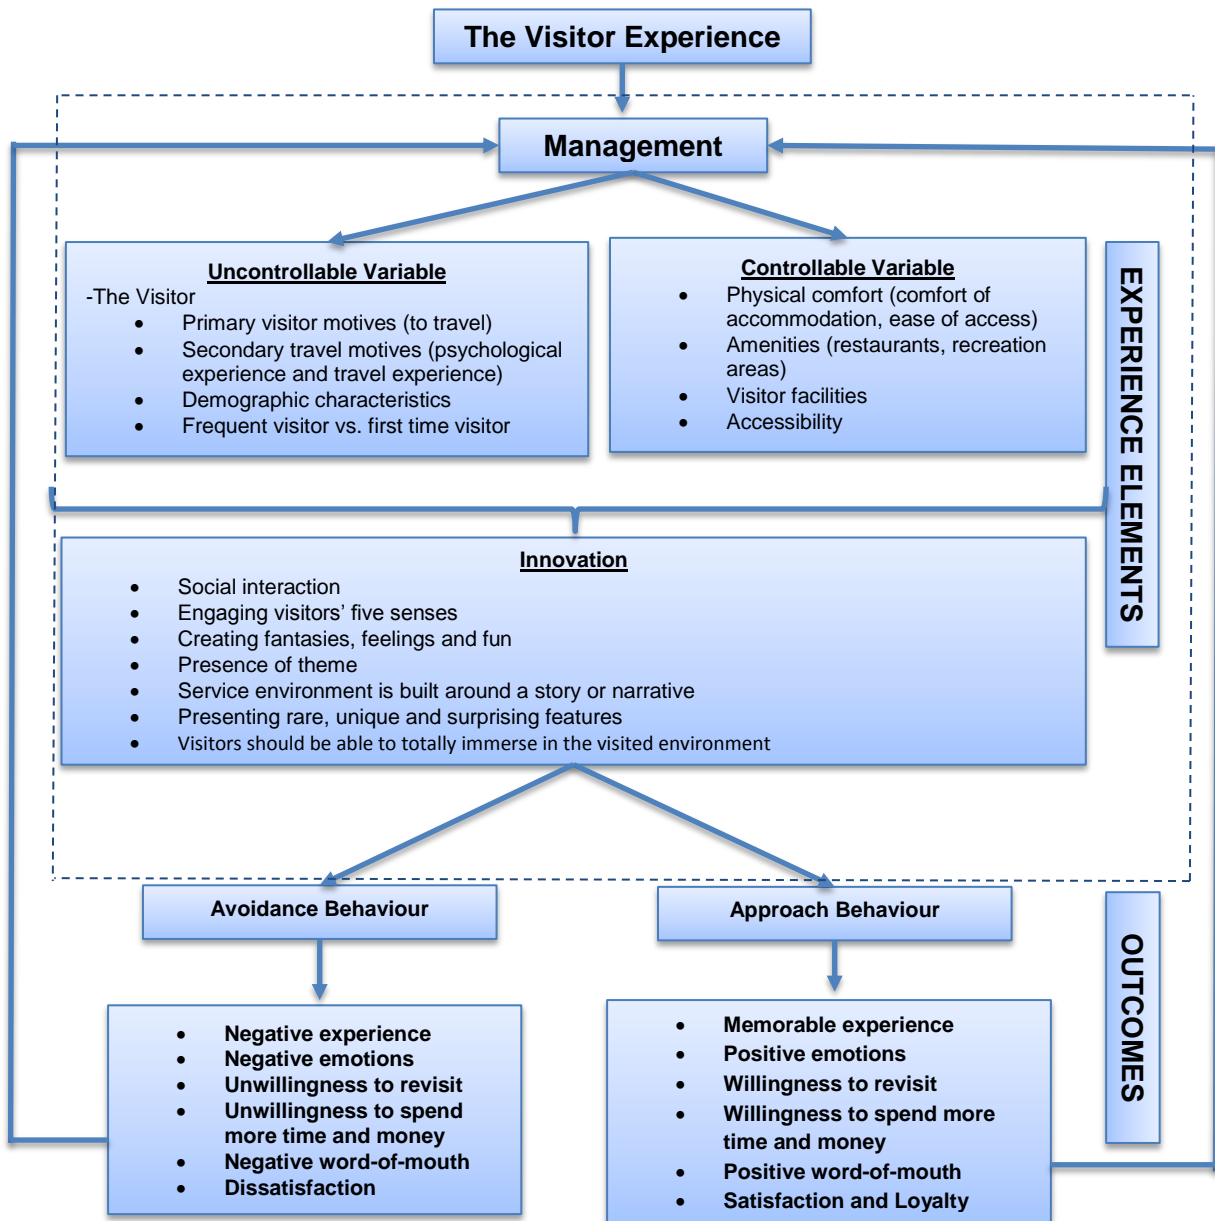 The Visitor Experience
Management
Uncontrollable Variable
-The Visitor
• Primary visitor motives (to travel)
• Secondary travel motives (psychological
experience and travel experience)
• Demographic characteristics
• Frequent visitor vs. first time visitor
Controllable Variable
• Physical comfort (comfort of
accommodation, ease of access)
• Amenities (restaurants, recreation
areas)
• Visitor facilities
• Accessibility
EXPERIENCE ELEMENTS
Innovation
• Social interaction
• Engaging visitors’ five senses
• Creating fantasies, feelings and fun
• Presence of theme
• Service environment is built around a story or narrative
• Presenting rare, unique and surprising features
• Visitors should be able to totally immerse in the visited environment
Avoidance Behaviour
Approach Behaviour
OUTCOMES
• Negative experience
• Negative emotions
• Unwillingness to revisit
• Unwillingness to spend
more time and money
• Negative word-of-mouth
• Dissatisfaction
• Memorable experience
• Positive emotions
• Willingness to revisit
• Willingness to spend more
time and money
• Positive word-of-mouth
• Satisfaction and Loyalty